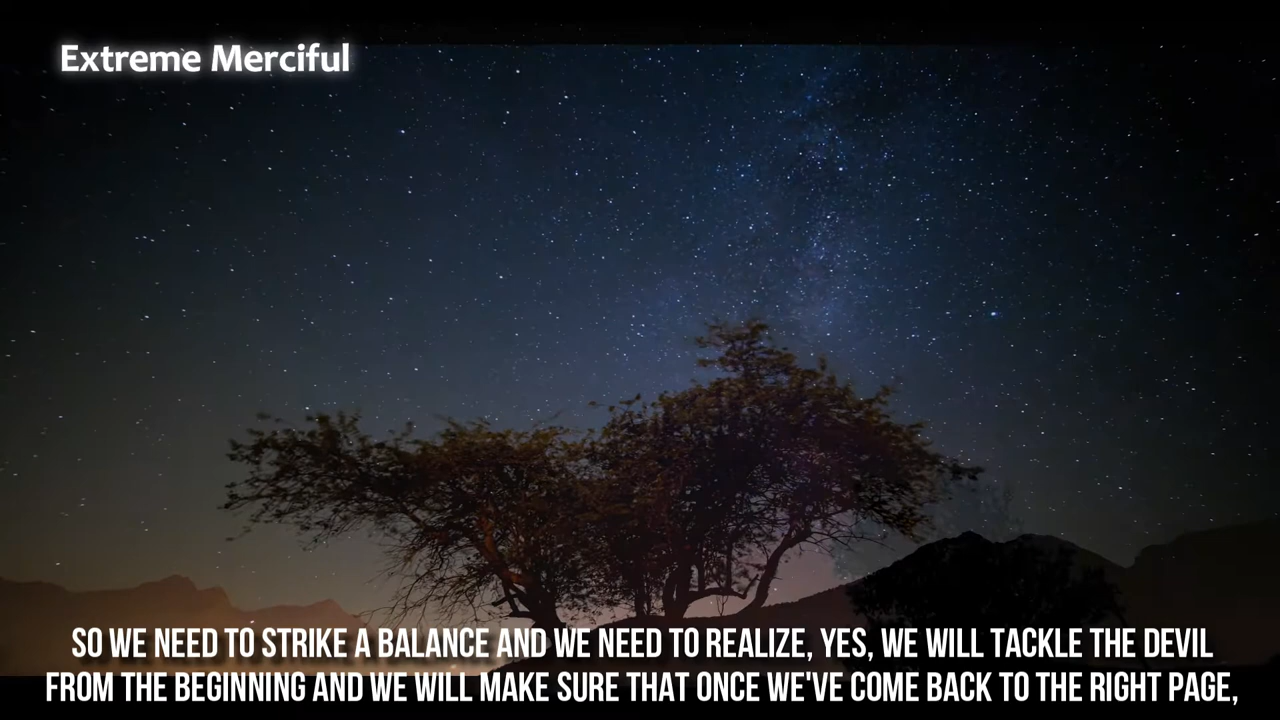 Extreme Merciful
SO WE NEED TO STRIKE A BALANCE AND WE NEED TO REALIZE, YES, WE WILL TACKLE THE DEVIL
FROM THE BEGINNING AND WE WILL MAKE SURE THAT ONCE WE'VE COME BACK TO THE RIGHT PAGE,